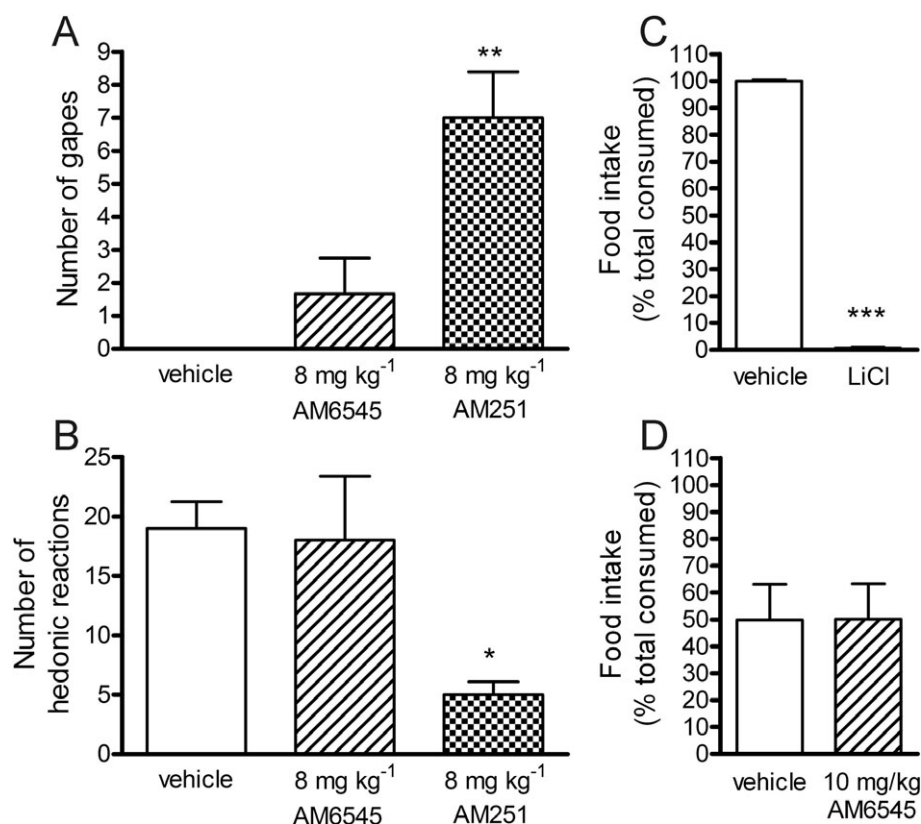 A
Number of gapes
9
8
7
6
5
4
3
2
1
0
**
vehicle
8 mg kg⁻¹
AM6545
8 mg kg⁻¹
AM251
B
Number of
hedonic reactions
25
20
15
10
5
0
*
vehicle
8 mg kg⁻¹
AM6545
8 mg kg⁻¹
AM251
C
Food intake
(% total consumed)
110
100
90
80
70
60
50
40
30
20
10
0
***
vehicle
LiCl
D
Food intake
(% total consumed)
110
100
90
80
70
60
50
40
30
20
10
0
vehicle
10 mg/kg
AM6545